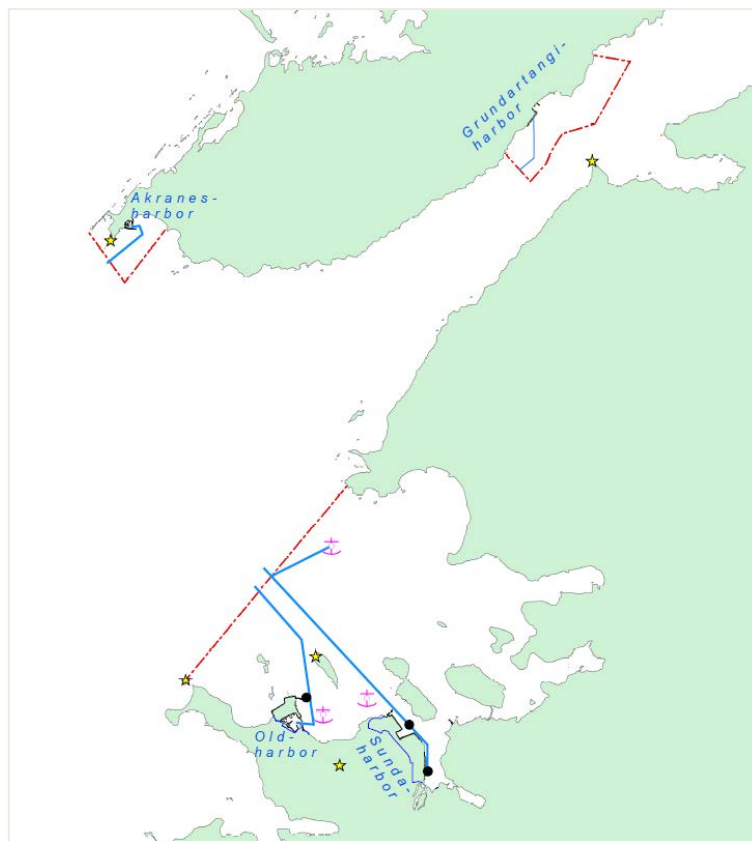 Grundartangi-
harbor
Akranes-
harbor
Old-
harbor
Sunda-
harbor